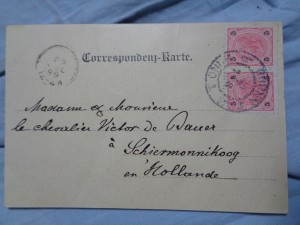 Correspondenz-Karte.
Madame et Monsieur
le chevalier Victor de Bauer
à
Schiermonnikoog
en Hollande